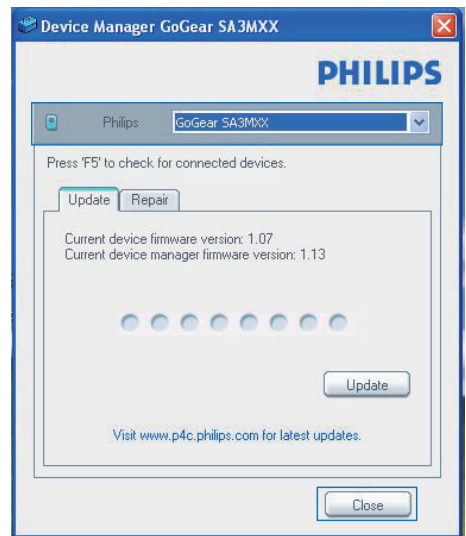 Device Manager GoGear SA3MXX
PHILIPS
Philips GoGear SA3MXX
Press 'F5' to check for connected devices.
Update Repair
Current device firmware version: 1.07
Current device manager firmware version: 1.13
Update
Visit www.p4c.philips.com for latest updates.
Close